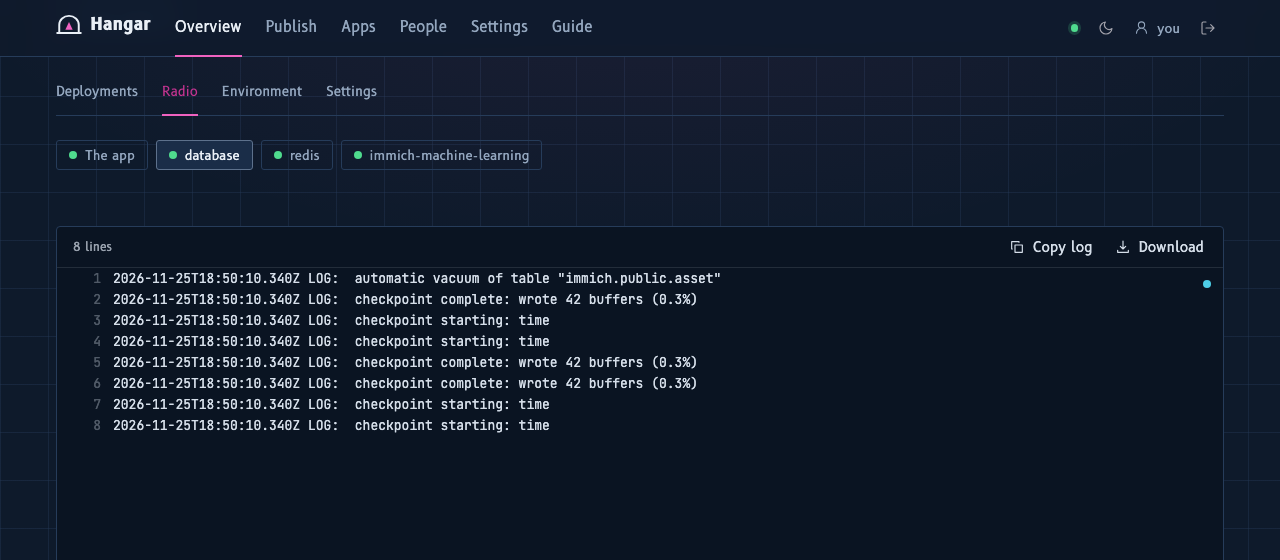 Hangar Overview Publish Apps People Settings Guide you
Deployments Radio Environment Settings
The app database redis immich-machine-learning
8 lines Copy log Download
1 2026-11-25T18:50:10.340Z LOG:  automatic vacuum of table "immich.public.asset"
2 2026-11-25T18:50:10.340Z LOG:  checkpoint complete: wrote 42 buffers (0.3%)
3 2026-11-25T18:50:10.340Z LOG:  checkpoint starting: time
4 2026-11-25T18:50:10.340Z LOG:  checkpoint starting: time
5 2026-11-25T18:50:10.340Z LOG:  checkpoint complete: wrote 42 buffers (0.3%)
6 2026-11-25T18:50:10.340Z LOG:  checkpoint complete: wrote 42 buffers (0.3%)
7 2026-11-25T18:50:10.340Z LOG:  checkpoint starting: time
8 2026-11-25T18:50:10.340Z LOG:  checkpoint starting: time